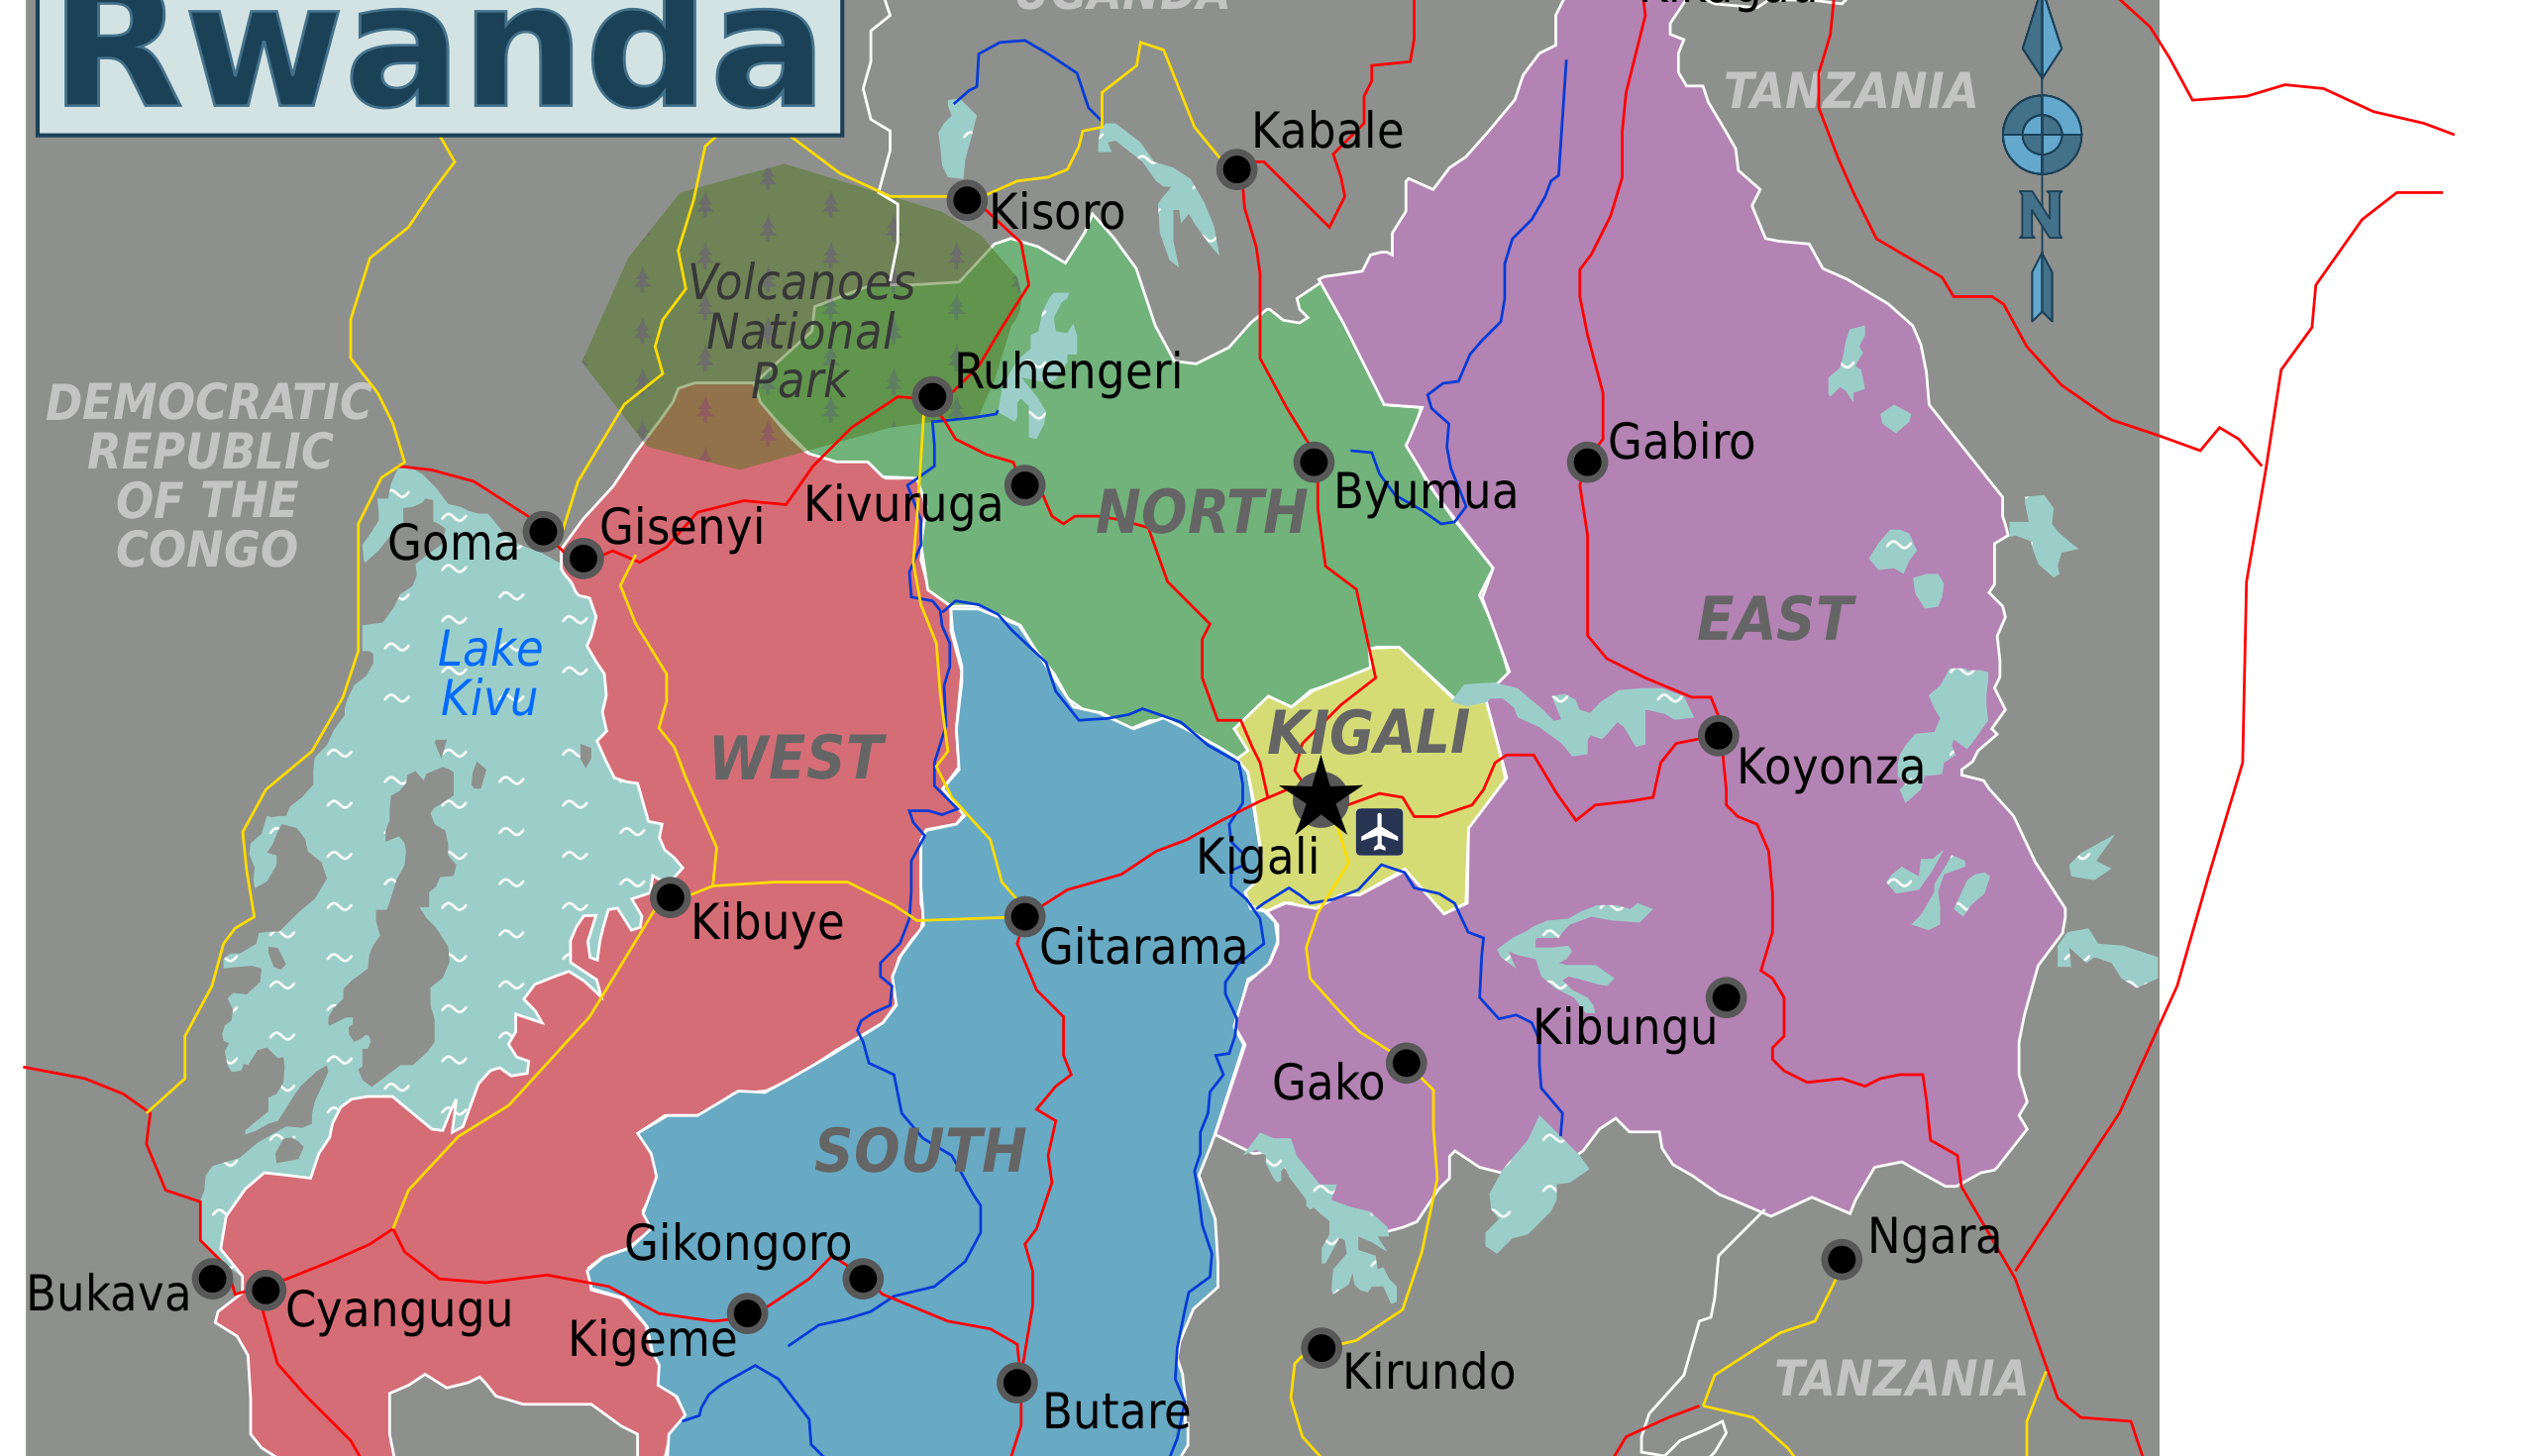 Rwanda
UGANDA
TANZANIA
Kabale
Kisoro
N
Volcanoes
National
Park
Ruhengeri
DEMOCRATIC
REPUBLIC
OF THE
CONGO
Gabiro
Byumua
Kivuruga
NORTH
Gisenyi
Goma
EAST
Lake
Kivu
WEST
KIGALI
Koyonza
Kigali
Kibuye
Gitarama
Kibungu
Gako
SOUTH
Gikongoro
Ngara
Bukava
Cyangugu
Kigeme
Kirundo
TANZANIA
Butare